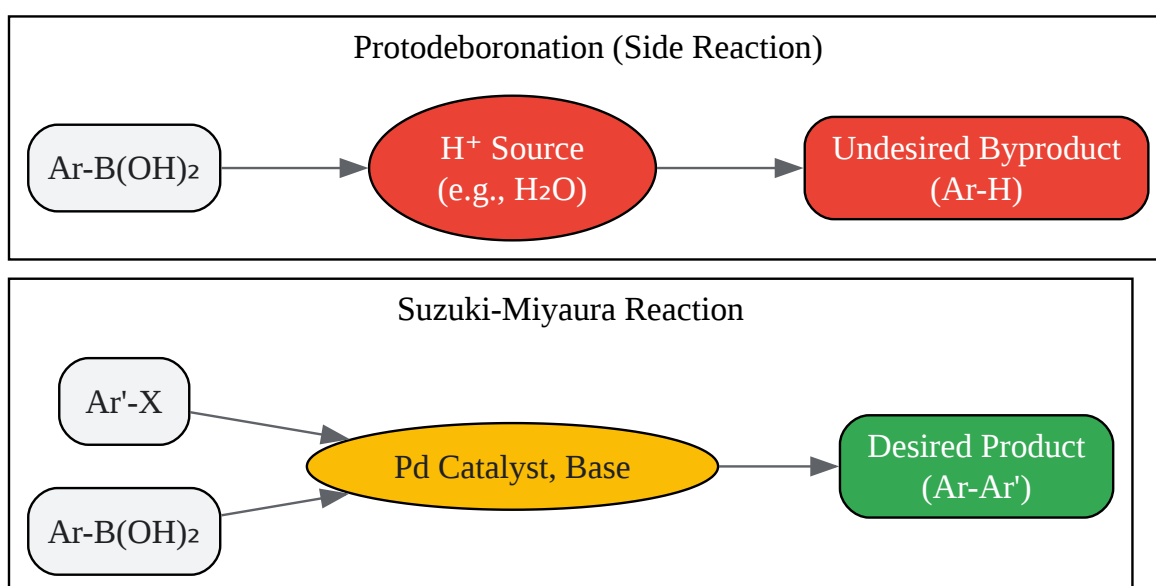 Protodeboronation (Side Reaction)
Ar-B(OH)₂
H⁺ Source
(e.g., H₂O)
Undesired Byproduct
(Ar-H)
Suzuki-Miyaura Reaction
Ar'-X
Ar-B(OH)₂
Pd Catalyst, Base
Desired Product
(Ar-Ar')